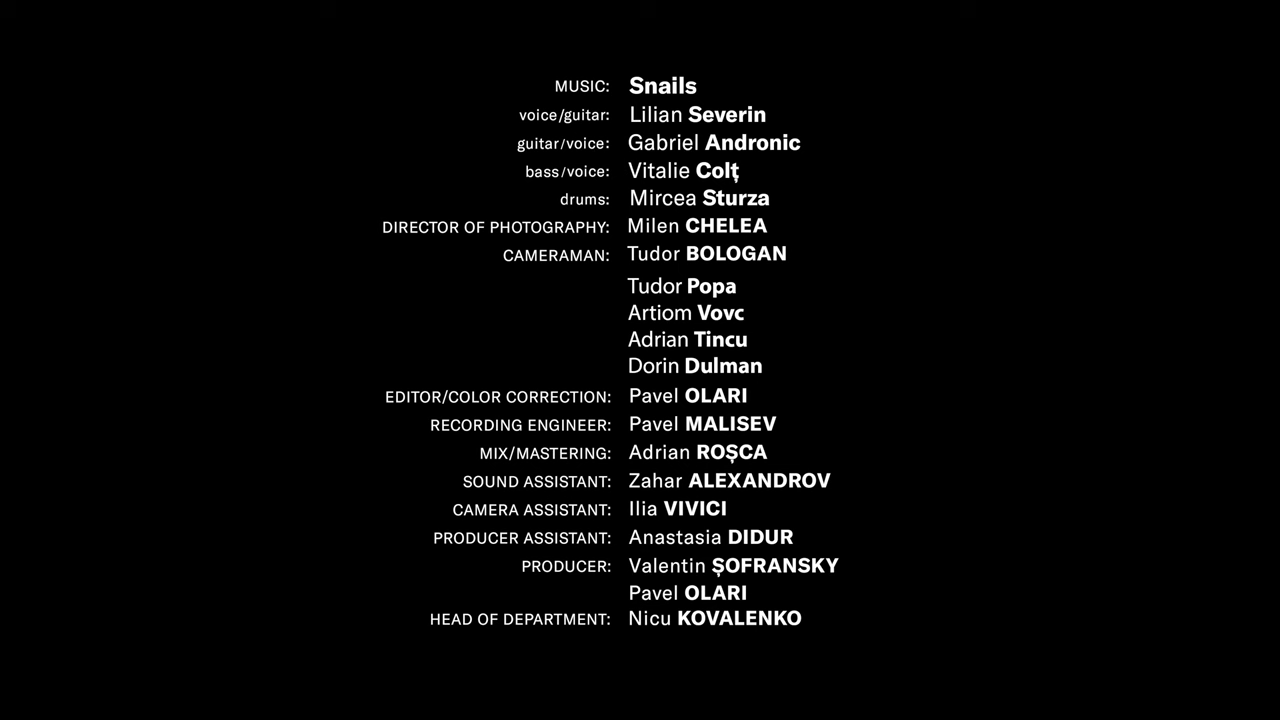 MUSIC: Snails
voice/guitar: Lilian Severin
guitar/voice: Gabriel Andronic
bass/voice: Vitalie Colț
drums: Mircea Sturza
DIRECTOR OF PHOTOGRAPHY: Milen CHELEA
CAMERAMAN: Tudor BOLOGAN
Tudor Popa
Artiom Vovc
Adrian Tincu
Dorin Dulman
EDITOR/COLOR CORRECTION: Pavel OLARI
RECORDING ENGINEER: Pavel MALISEV
MIX/MASTERING: Adrian ROȘCA
SOUND ASSISTANT: Zahar ALEXANDROV
CAMERA ASSISTANT: Ilia VIVICI
PRODUCER ASSISTANT: Anastasia DIDUR
PRODUCER: Valentin ȘOFRANSKY
Pavel OLARI
HEAD OF DEPARTMENT: Nicu KOVALENKO